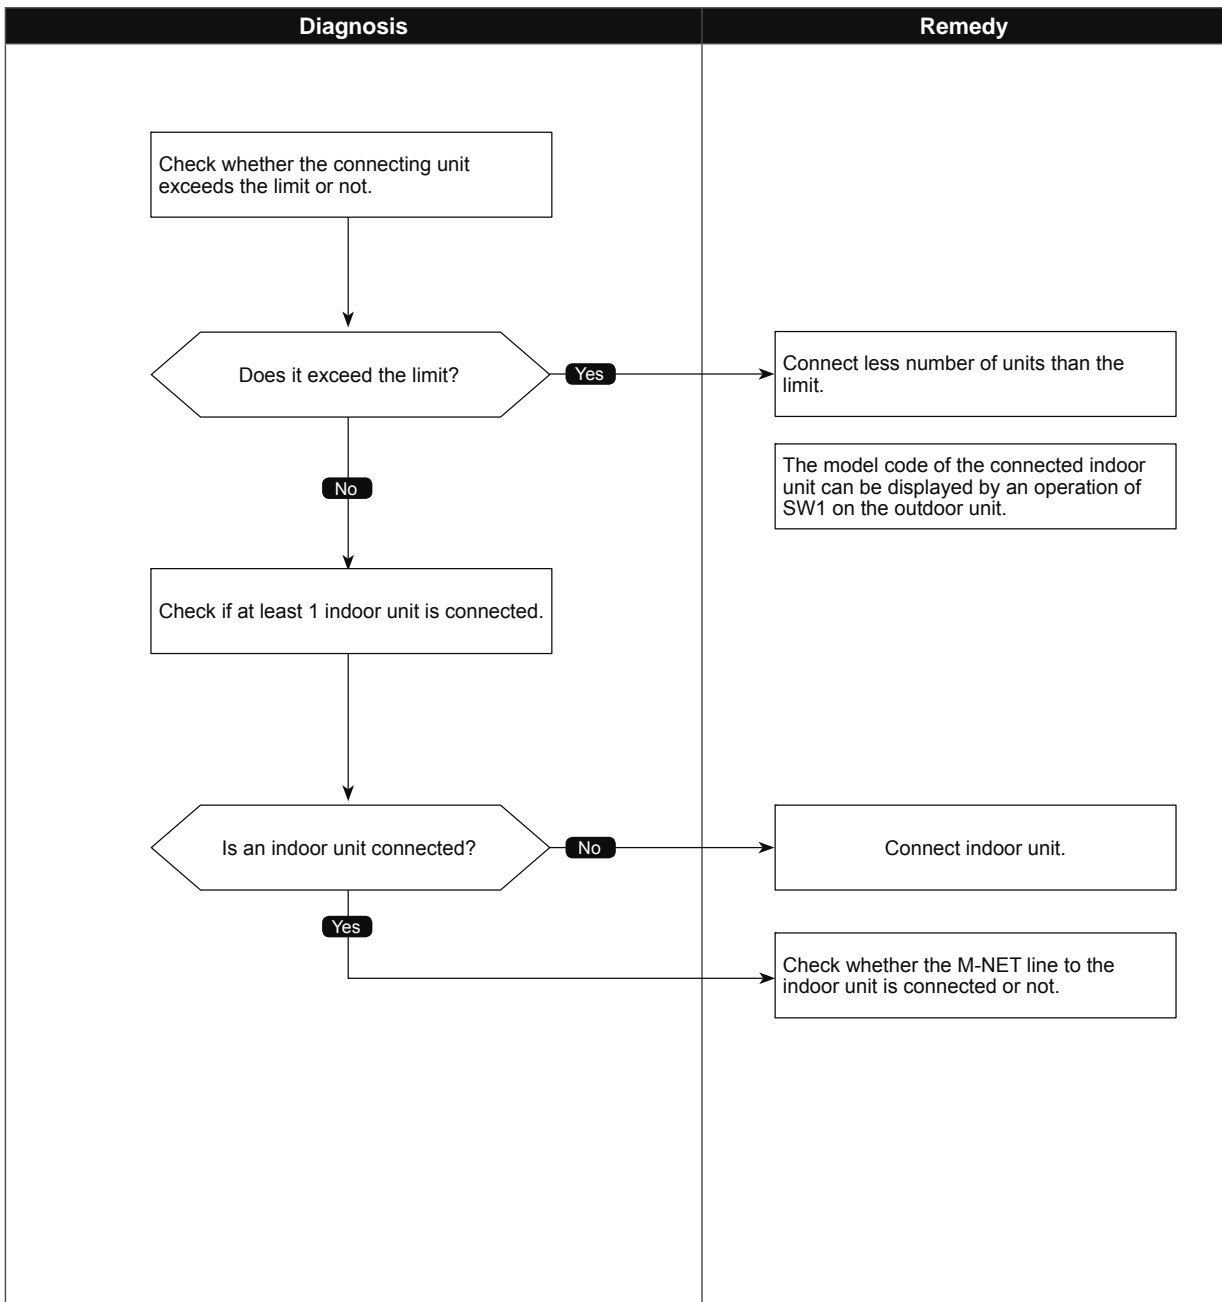 Diagnosis
Remedy
Check whether the connecting unit
exceeds the limit or not.
Does it exceed the limit?
Yes
Connect less number of units than the
limit.
The model code of the connected indoor
unit can be displayed by an operation of
SW1 on the outdoor unit.
No
Check if at least 1 indoor unit is connected.
Is an indoor unit connected?
No
Connect indoor unit.
Yes
Check whether the M-NET line to the
indoor unit is connected or not.